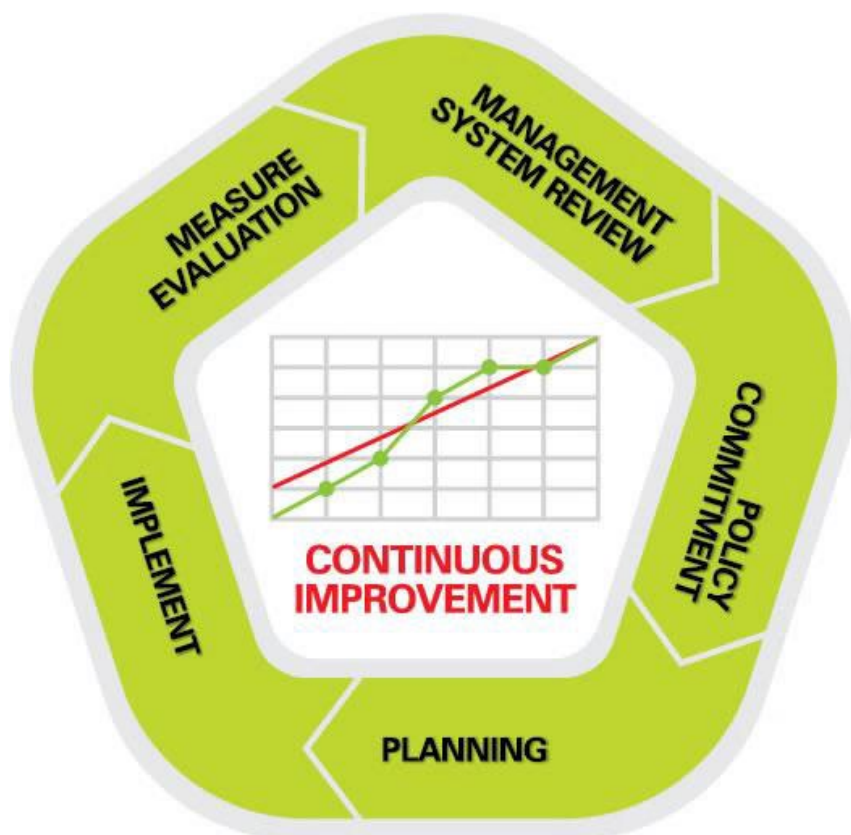 MANAGEMENT
SYSTEM REVIEW
POLICY
COMMITMENT
PLANNING
IMPLEMENT
MEASURE
EVALUATION
CONTINUOUS
IMPROVEMENT